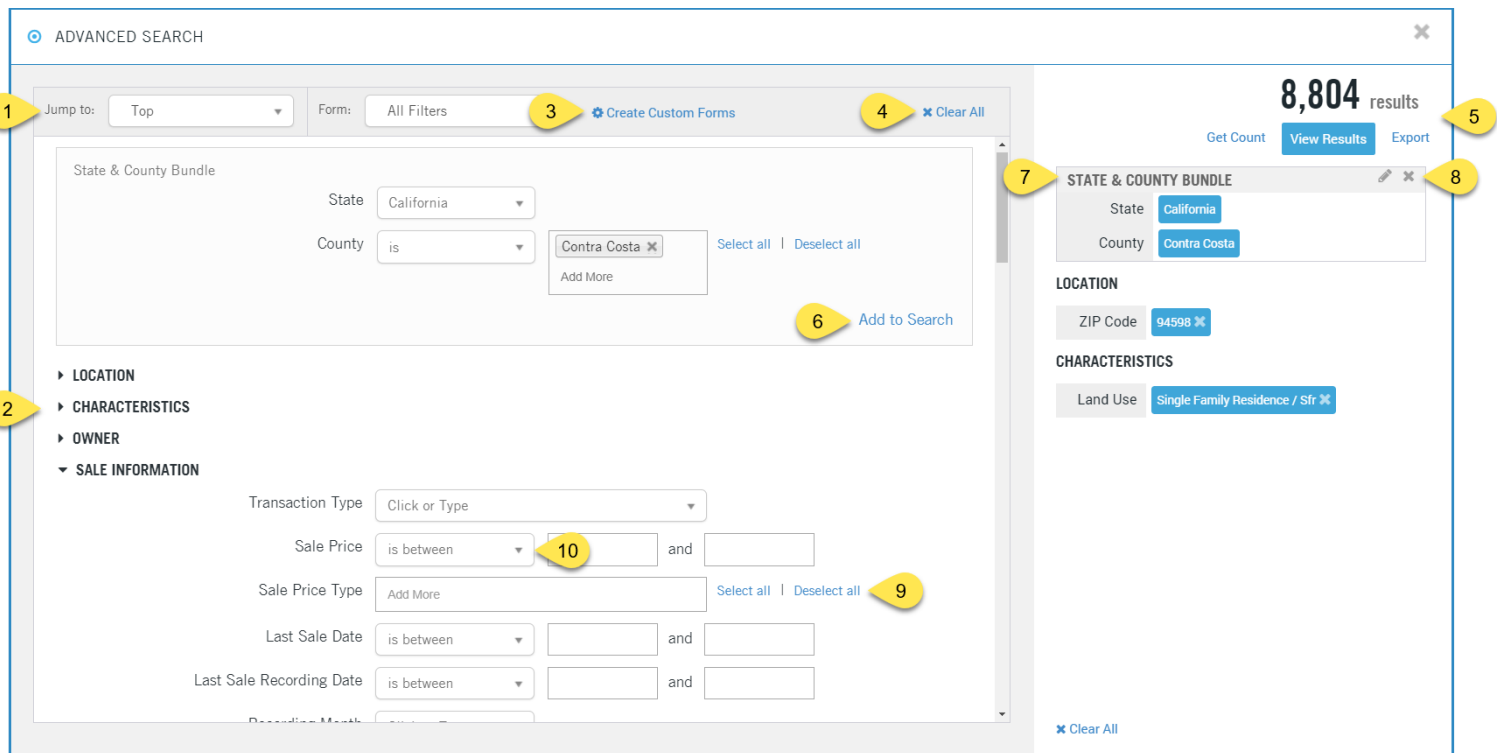 ADVANCED SEARCH
1 Jump to: Top Form: All Filters 3 Create Custom Forms 4 Clear All
8,804 results
5
Get Count View Results Export
State & County Bundle
State California
County is Contra Costa Select all | Deselect all
Add More
6 Add to Search
7 STATE & COUNTY BUNDLE 8
State California
County Contra Costa
LOCATION
ZIP Code 94598
CHARACTERISTICS
Land Use Single Family Residence / Sfr
LOCATION
2 CHARACTERISTICS
OWNER
SALE INFORMATION
Transaction Type Click or Type
Sale Price is between 10 and
Sale Price Type Add More Select all | Deselect all 9
Last Sale Date is between and
Last Sale Recording Date is between and
Clear All